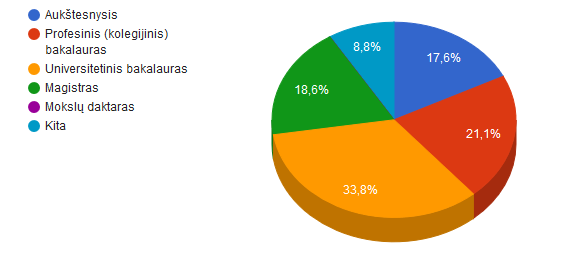 Aukštesnysis
Profesinis (kolegijinis)
bakalauras
Universitetinis bakalauras
Magistras
Mokslų daktaras
Kita
17,6%
21,1%
33,8%
18,6%
8,8%